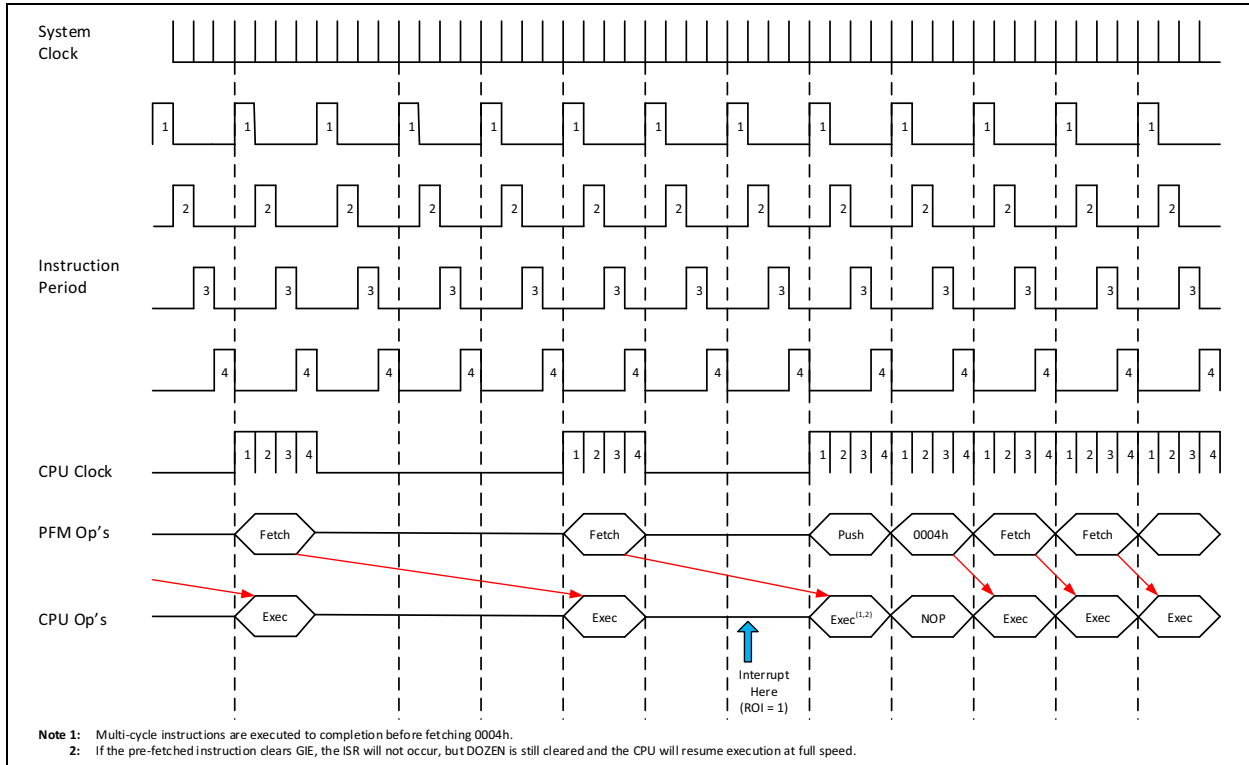 System
Clock
1 1 1 1 1 1 1 1 1 1 1 1 1
2 2 2 2 2 2 2 2 2 2 2 2 2
Instruction
Period
3 3 3 3 3 3 3 3 3 3 3 3 3
4 4 4 4 4 4 4 4 4 4 4 4 4
CPU Clock 1 2 3 4 1 2 3 4 1 2 3 4 1 2 3 4 1 2 3 4 1 2 3 4 1 2 3 4
PFM Op's Fetch Fetch Push 0004h Fetch Fetch
CPU Op's Exec Exec Exec(1,2) NOP Exec Exec Exec
Interrupt
Here
(ROI = 1)
Note 1: Multi-cycle instructions are executed to completion before fetching 0004h.
2: If the pre-fetched instruction clears GIE, the ISR will not occur, but DOZEN is still cleared and the CPU will resume execution at full speed.